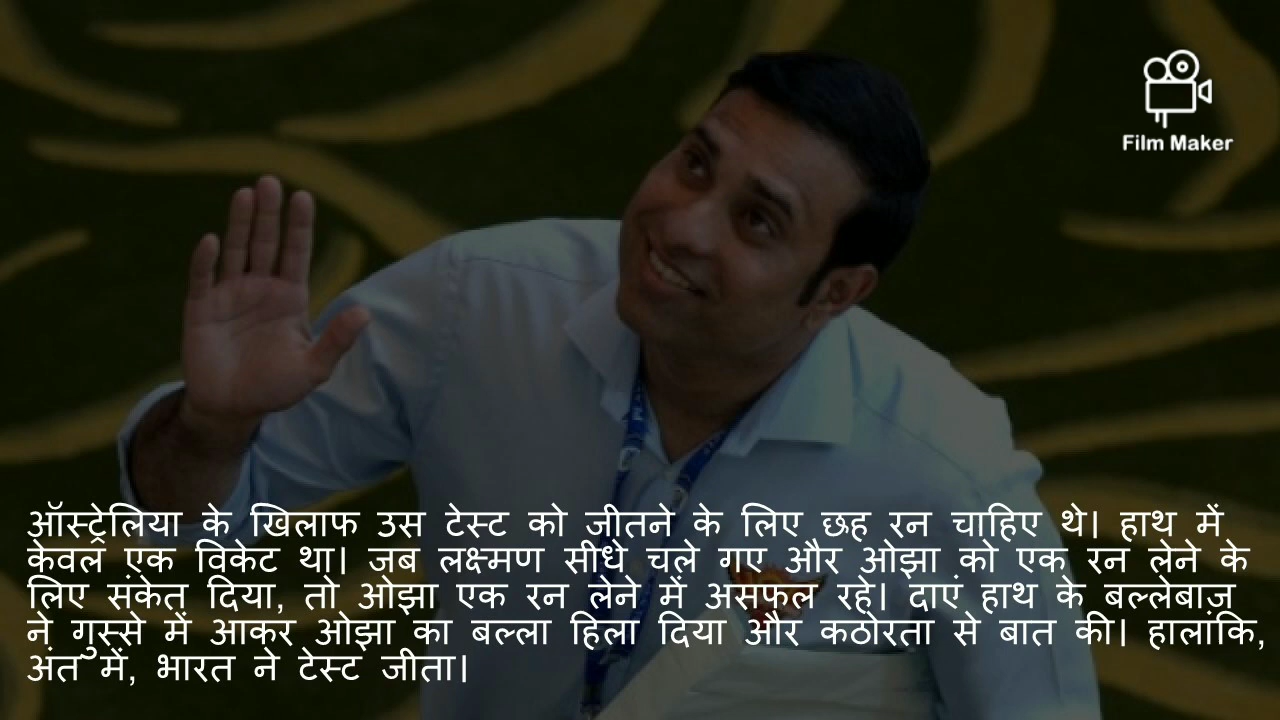 Film Maker
ऑस्ट्रेलिया के खिलाफ उस टेस्ट को जीतने के लिए छह रन चाहिए थे। हाथ में
केवल एक विकेट था। जब लक्ष्मण सीधे चले गए और ओझा को एक रन लेने के
लिए संकेत दिया, तो ओझा एक रन लेने में असफल रहे। दाएं हाथ के बल्लेबाज़
ने गुस्से में आकर ओझा का बल्ला हिला दिया और कठोरता से बात की। हालांकि,
अंत में, भारत ने टेस्ट जीता।